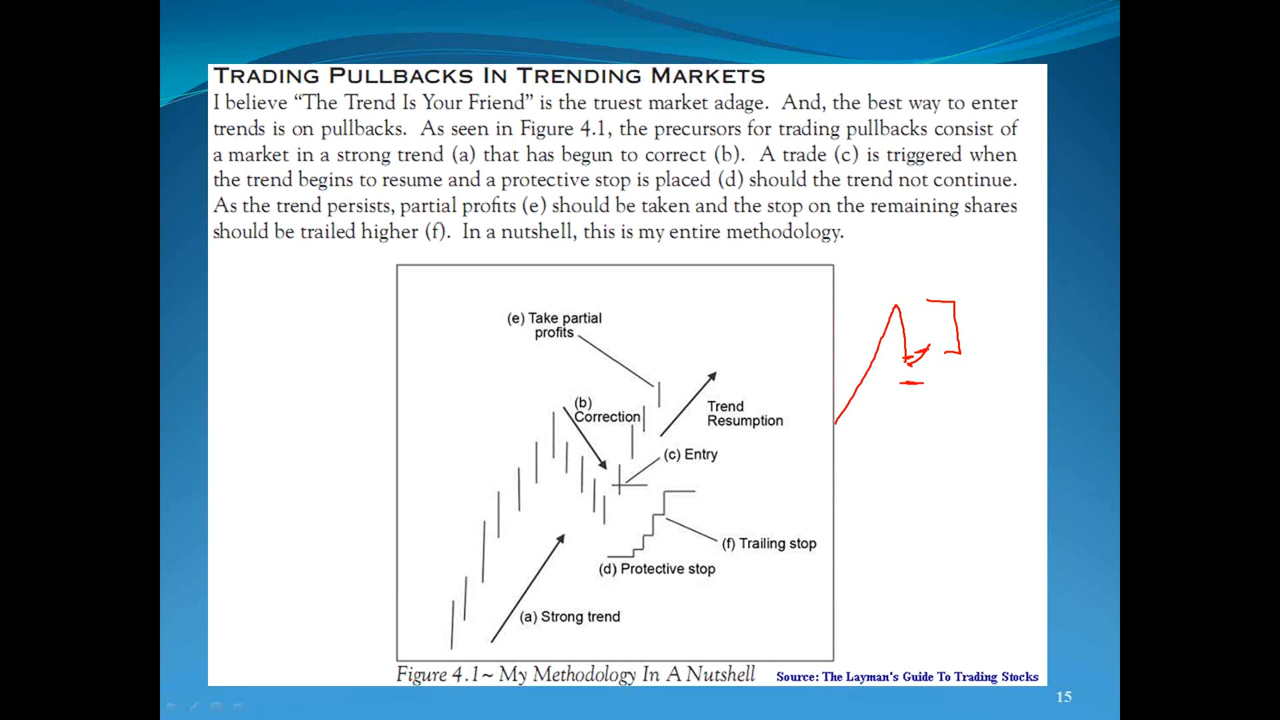 TRADING PULLBACKS IN TRENDING MARKETS
I believe “The Trend Is Your Friend” is the truest market adage. And, the best way to enter
trends is on pullbacks. As seen in Figure 4.1, the precursors for trading pullbacks consist of
a market in a strong trend (a) that has begun to correct (b). A trade (c) is triggered when
the trend begins to resume and a protective stop is placed (d) should the trend not continue.
As the trend persists, partial profits (e) should be taken and the stop on the remaining shares
should be trailed higher (f). In a nutshell, this is my entire methodology.
(e) Take partial
profits
(b)
Correction
Trend
Resumption
(c) Entry
(f) Trailing stop
(d) Protective stop
(a) Strong trend
Figure 4.1~ My Methodology In A Nutshell
Source: The Layman's Guide To Trading Stocks
15